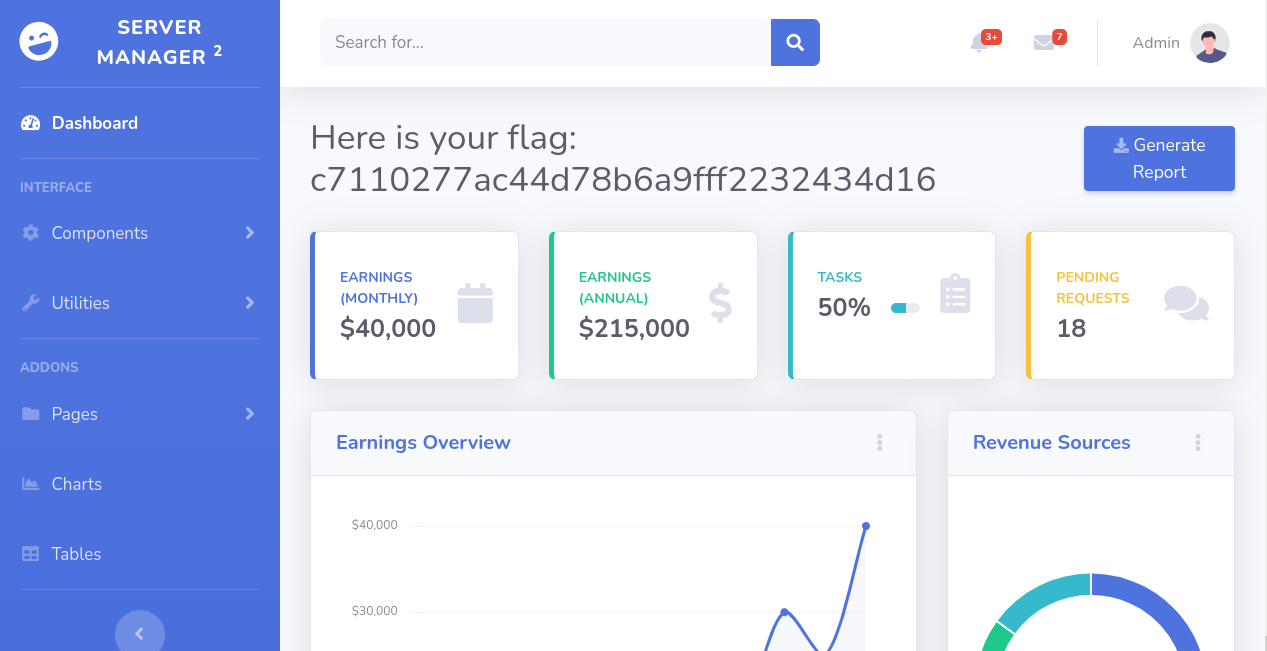 SERVER
MANAGER 2
Search for...
3+
7
Admin
Dashboard
INTERFACE
Components
Utilities
ADDONS
Pages
Charts
Tables
Here is your flag:
c7110277ac44d78b6a9fff2232434d16
Generate
Report
EARNINGS
(MONTHLY)
$40,000
EARNINGS
(ANNUAL)
$215,000
TASKS
50%
PENDING
REQUESTS
18
Earnings Overview
$40,000
$30,000
Revenue Sources